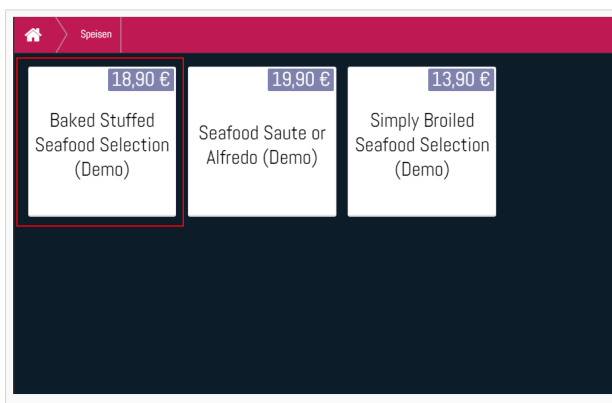 Speisen
18,90 €
Baked Stuffed
Seafood Selection
(Demo)
19,90 €
Seafood Saute or
Alfredo (Demo)
13,90 €
Simply Broiled
Seafood Selection
(Demo)